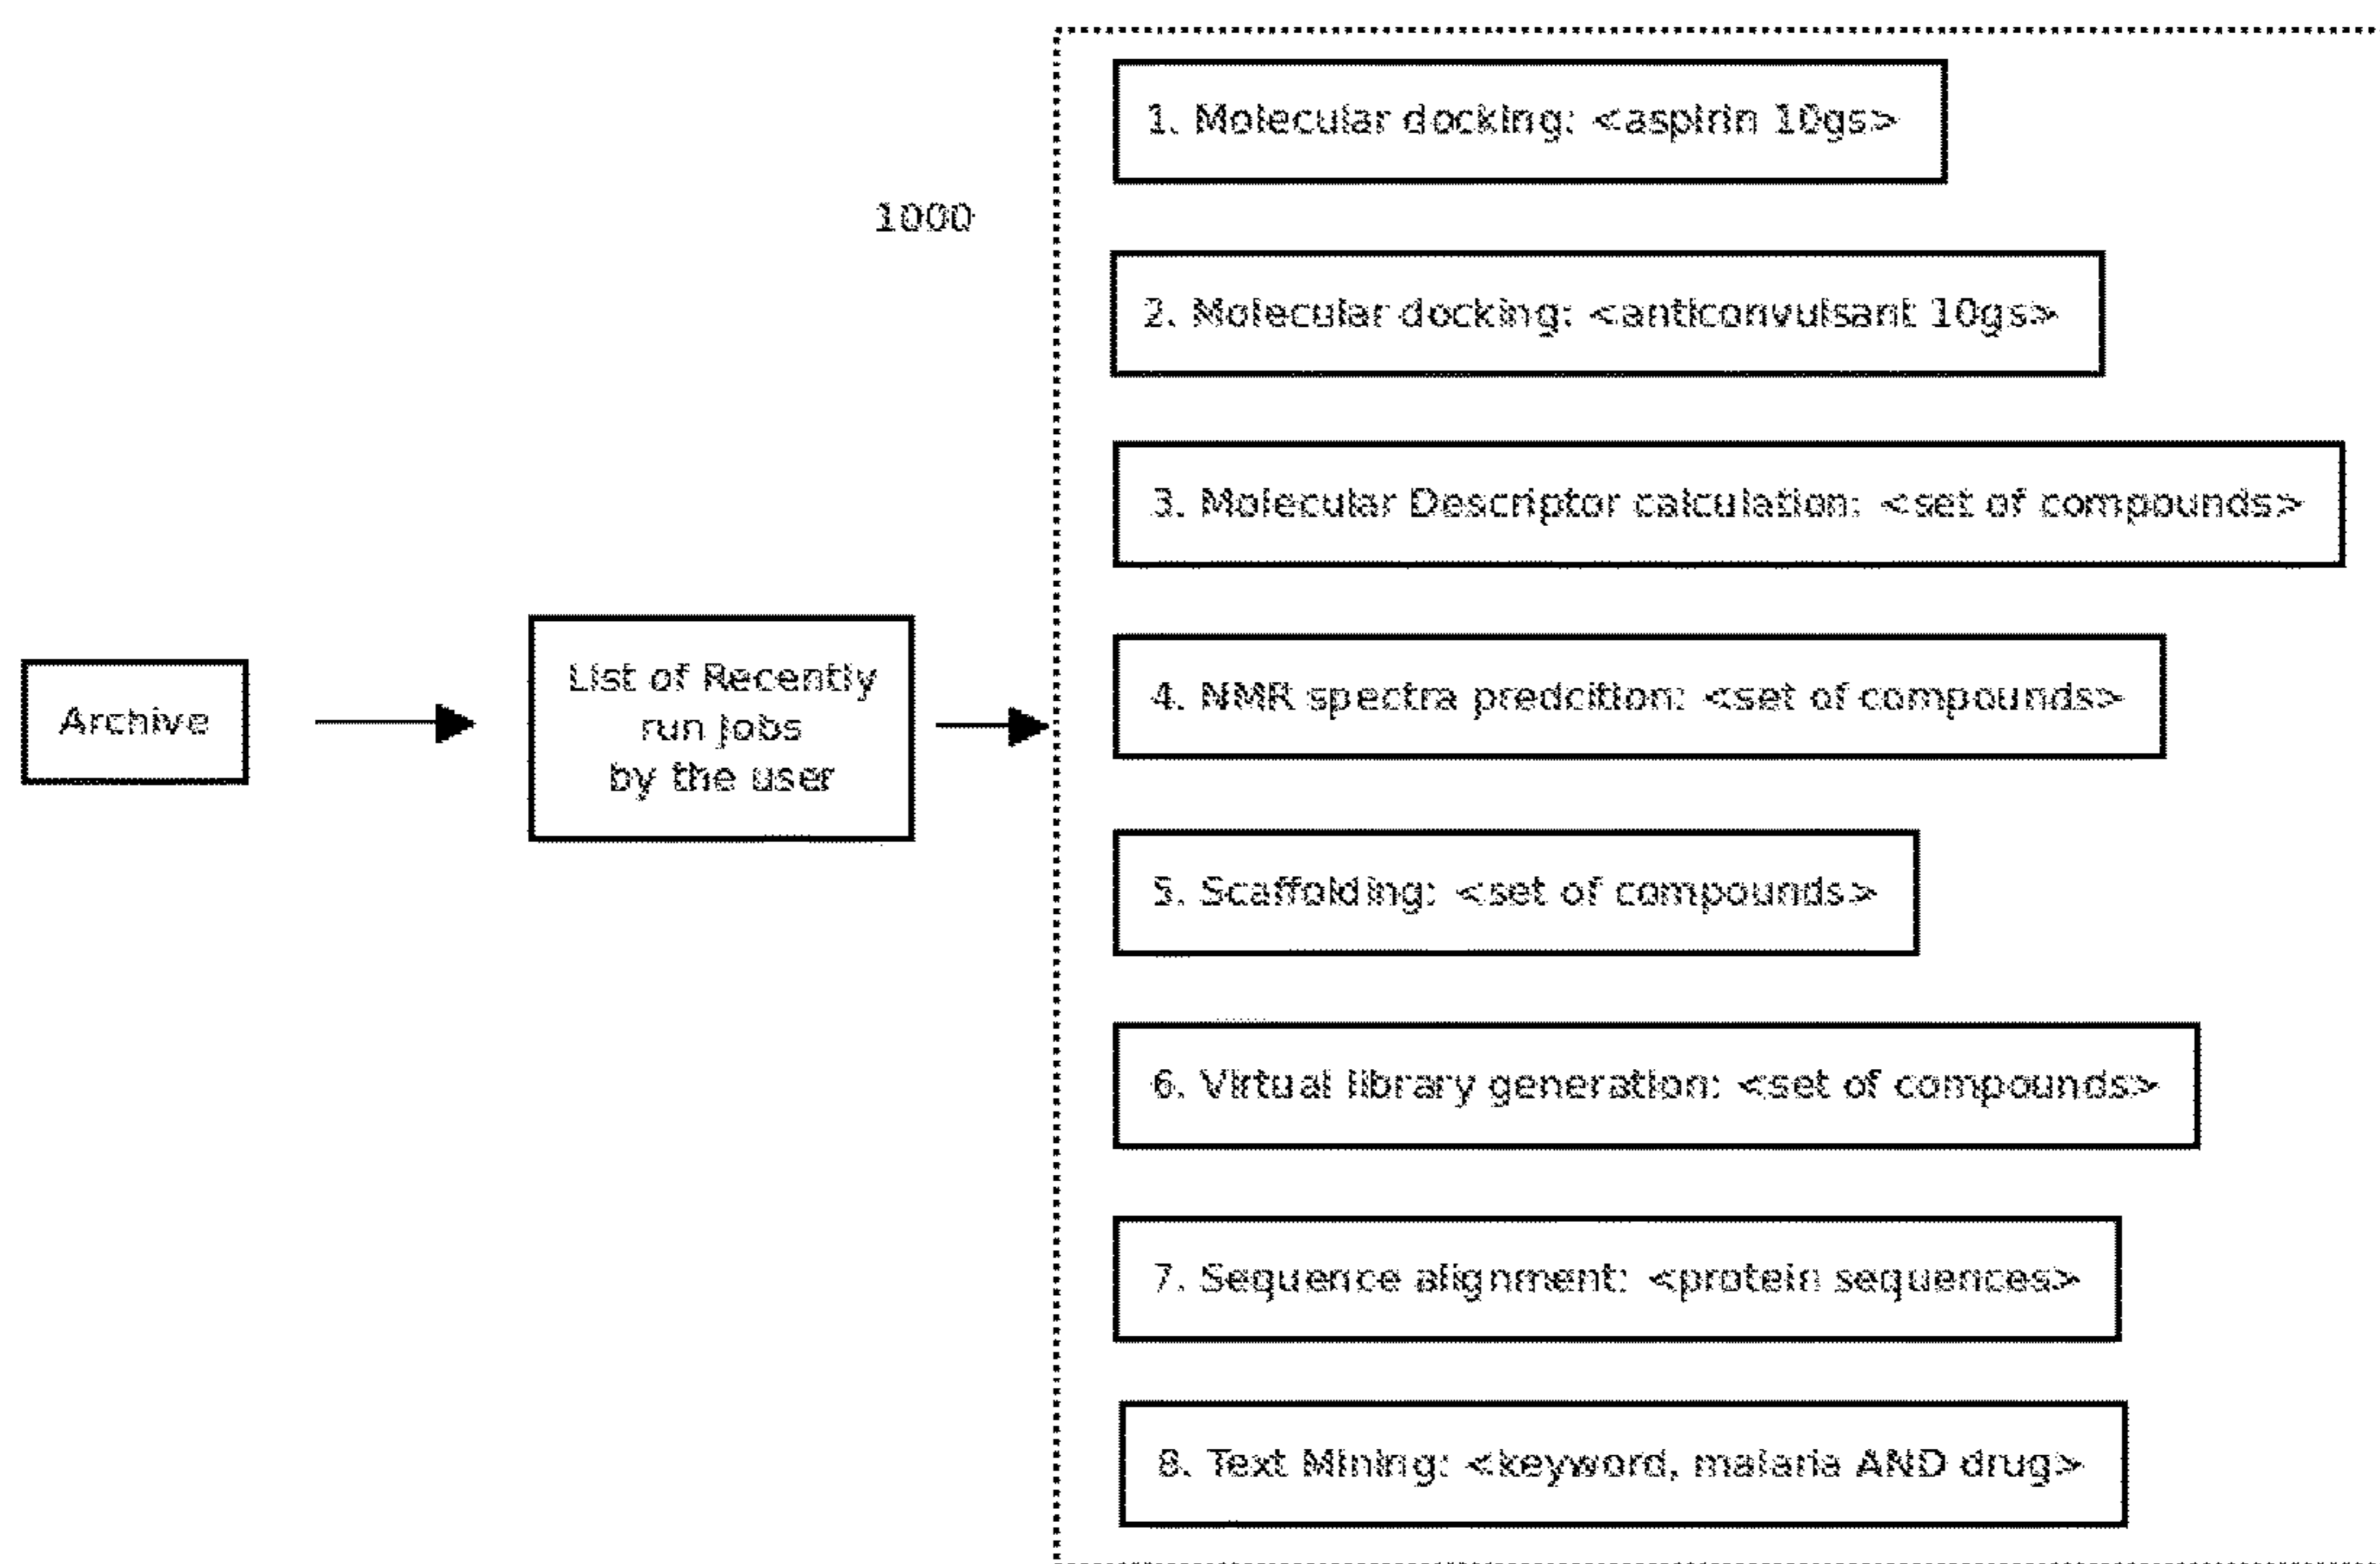 1. Molecular docking: <aspirin 10gs>
1000
2. Molecular docking: <anticonvulsant 10gs>
3. Molecular Descriptor calculation: <set of compounds>
4. NMR spectra predcition: <set of compounds>
Archive
List of Recently
run jobs
by the user
5. Scaffolding: <set of compounds>
6. Virtual library generation: <set of compounds>
7. Sequence alignment: <protein sequences>
8. Text Mining: <keyword, malaria AND drug>